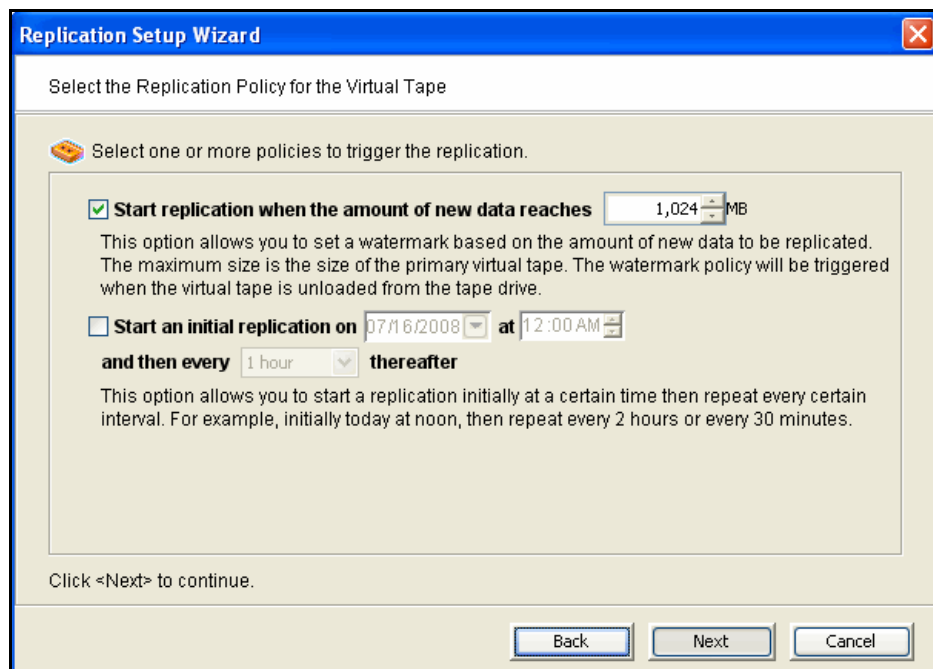 Replication Setup Wizard
Select the Replication Policy for the Virtual Tape
Select one or more policies to trigger the replication.
Start replication when the amount of new data reaches 1,024 MB
This option allows you to set a watermark based on the amount of new data to be replicated.
The maximum size is the size of the primary virtual tape. The watermark policy will be triggered
when the virtual tape is unloaded from the tape drive.
Start an initial replication on 07/16/2008 at 12:00 AM
and then every 1 hour thereafter
This option allows you to start a replication initially at a certain time then repeat every certain
interval. For example, initially today at noon, then repeat every 2 hours or every 30 minutes.
Click <Next> to continue.
Back Next Cancel